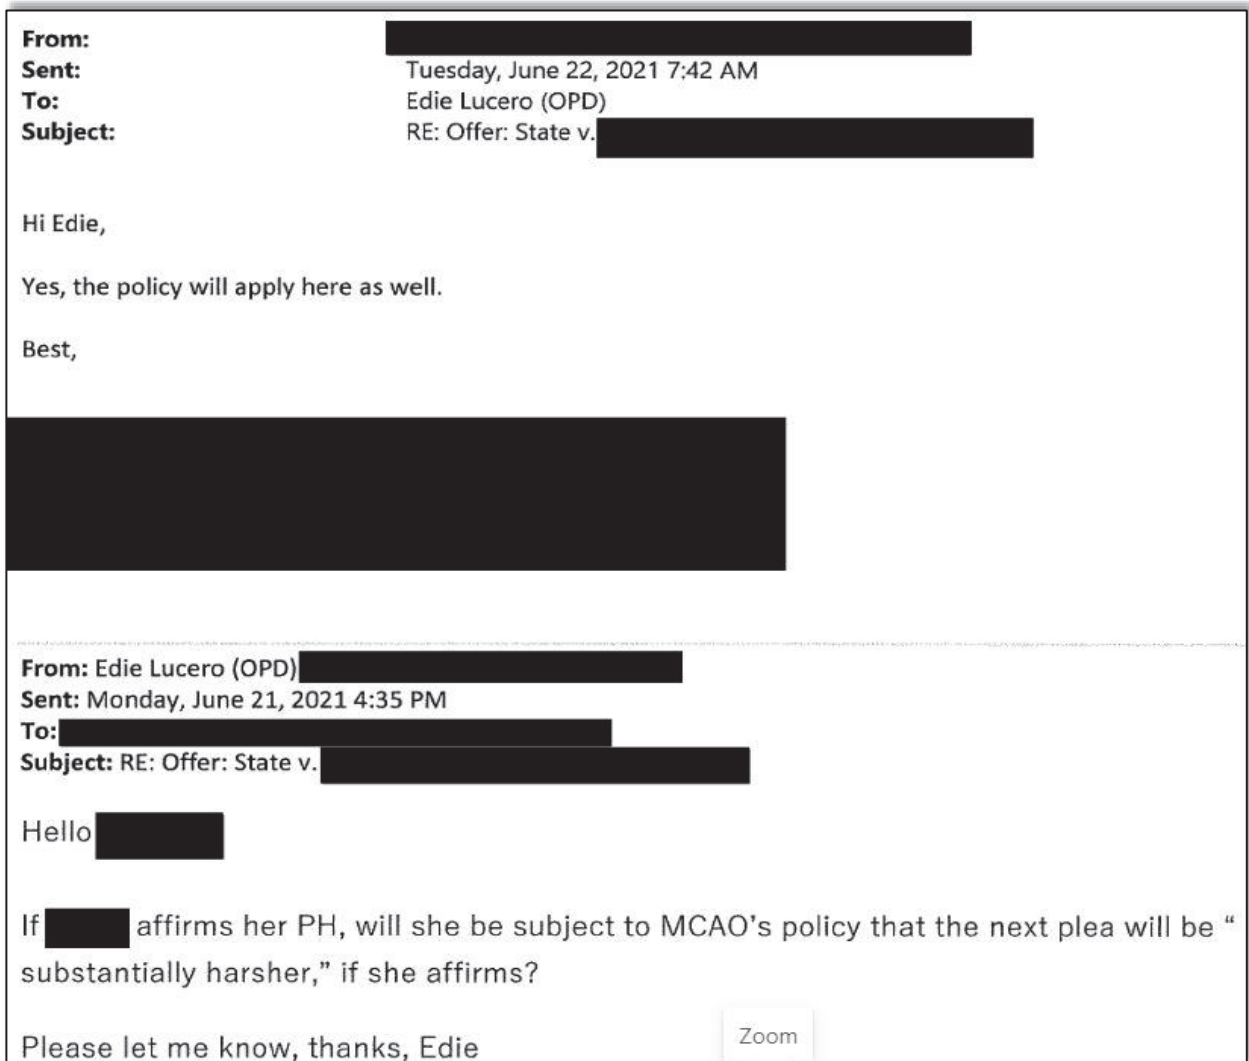 From:
Sent: Tuesday, June 22, 2021 7:42 AM
To: Edie Lucero (OPD)
Subject: RE: Offer: State v.
Hi Edie,
Yes, the policy will apply here as well.
Best,
From: Edie Lucero (OPD)
Sent: Monday, June 21, 2021 4:35 PM
To:
Subject: RE: Offer: State v.
Hello
If affirms her PH, will she be subject to MCAO's policy that the next plea will be “
substantially harsher,” if she affirms?
Please let me know, thanks, Edie
Zoom